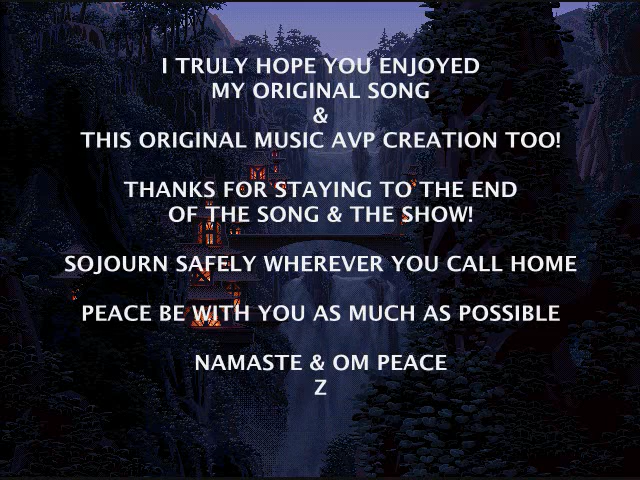 I TRULY HOPE YOU ENJOYED
MY ORIGINAL SONG
&
THIS ORIGINAL MUSIC AVP CREATION TOO!
THANKS FOR STAYING TO THE END
OF THE SONG & THE SHOW!
SOJOURN SAFELY WHEREVER YOU CALL HOME
PEACE BE WITH YOU AS MUCH AS POSSIBLE
NAMASTE & OM PEACE
Z